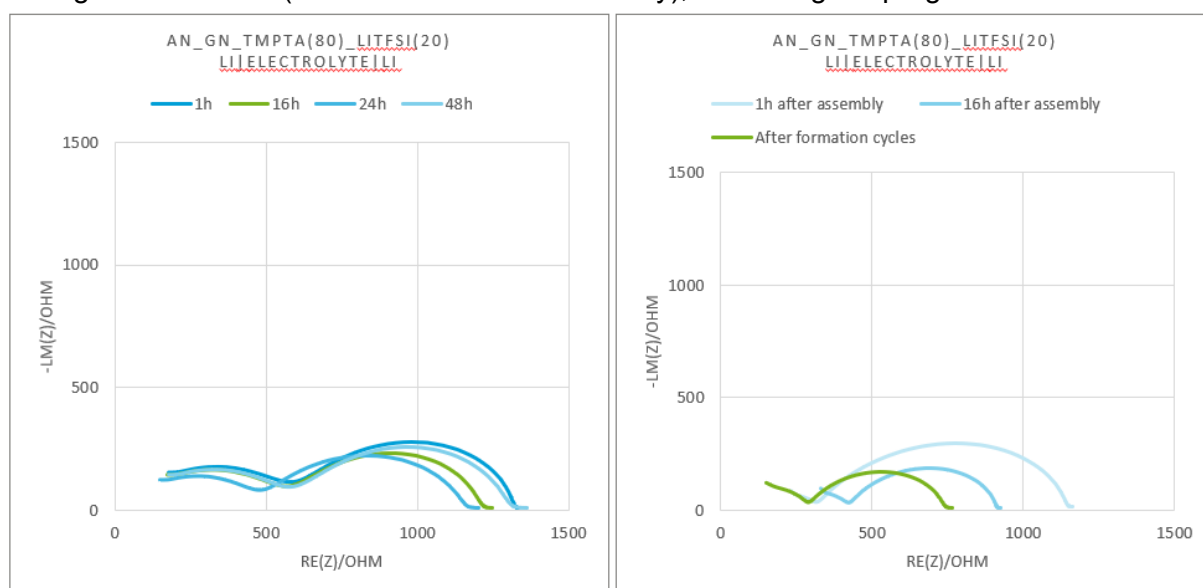 AN_GN_TMPTA(80)_LITFSI(20)
LI|ELECTROLYTE|LI
1h 16h 24h 48h
1500
1000
500
0
0 500 1000 1500
-LM(Z)/OHM
RE(Z)/OHM
AN_GN_TMPTA(80)_LITFSI(20)
LI|ELECTROLYTE|LI
1h after assembly 16h after assembly
After formation cycles
1500
1000
500
0
0 500 1000 1500
-LM(Z)/OHM
RE(Z)/OHM